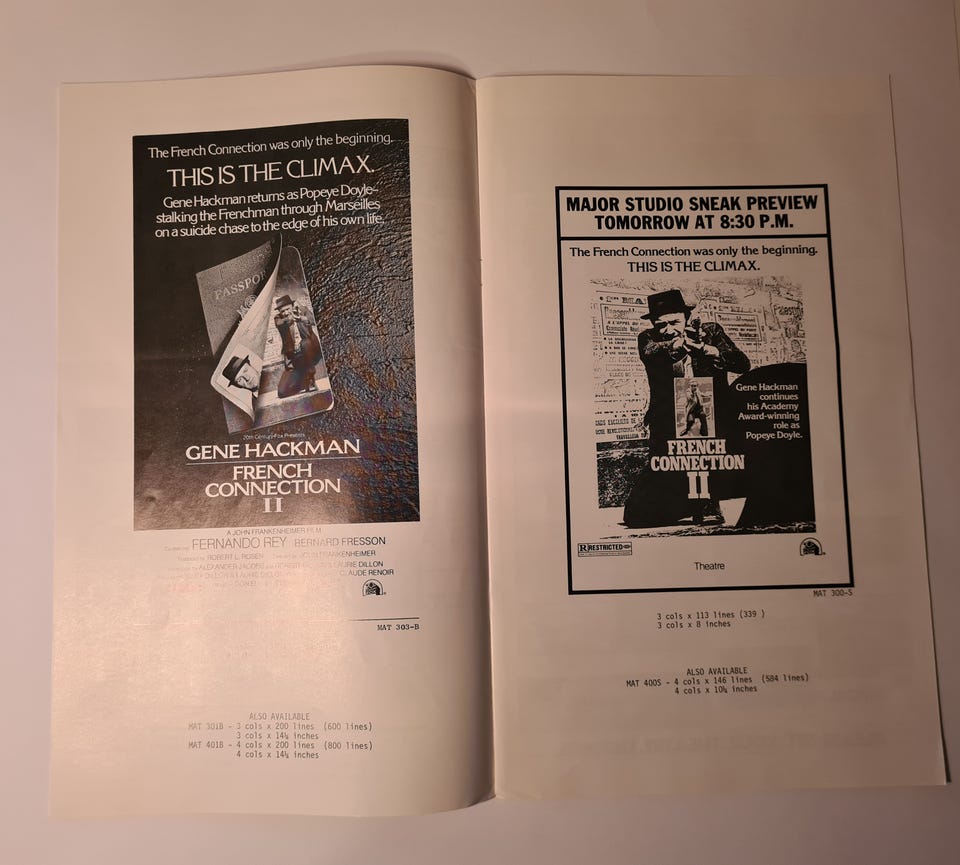 The French Connection was only the beginning.
THIS IS THE CLIMAX.
Gene Hackman returns as Popeye Doyle–
stalking the Frenchman through Marseilles
on a suicide chase to the edge of his own life.
PASSPOR
20th Century-Fox Presents
GENE HACKMAN
FRENCH
CONNECTION
II
A JOHN FRANKENHEIMER FILM
FERNANDO REY BERNARD FRESSON
ROBERT L. ROSEN JOHN FRANKENHEIMER
ALEXANDER JACOBS ROBERT DILLON & LAURIE DILLON
DILLON & LAURIE DILLON CLAUDE RENOIR
MAT 303-B
ALSO AVAILABLE
MAT 301B - 3 cols x 200 lines (600 lines)
3 cols x 14¼ inches
MAT 401B - 4 cols x 200 lines (800 lines)
4 cols x 14¼ inches
MAJOR STUDIO SNEAK PREVIEW
TOMORROW AT 8:30 P.M.
The French Connection was only the beginning.
THIS IS THE CLIMAX.
Gene Hackman
continues
his Academy
Award-winning
role as
Popeye Doyle.
FRENCH
CONNECTION
II
R RESTRICTED
Theatre
MAT 300-S
3 cols x 113 lines (339 )
3 cols x 8 inches
ALSO AVAILABLE
MAT 400S - 4 cols x 146 lines (584 lines)
4 cols x 10¼ inches